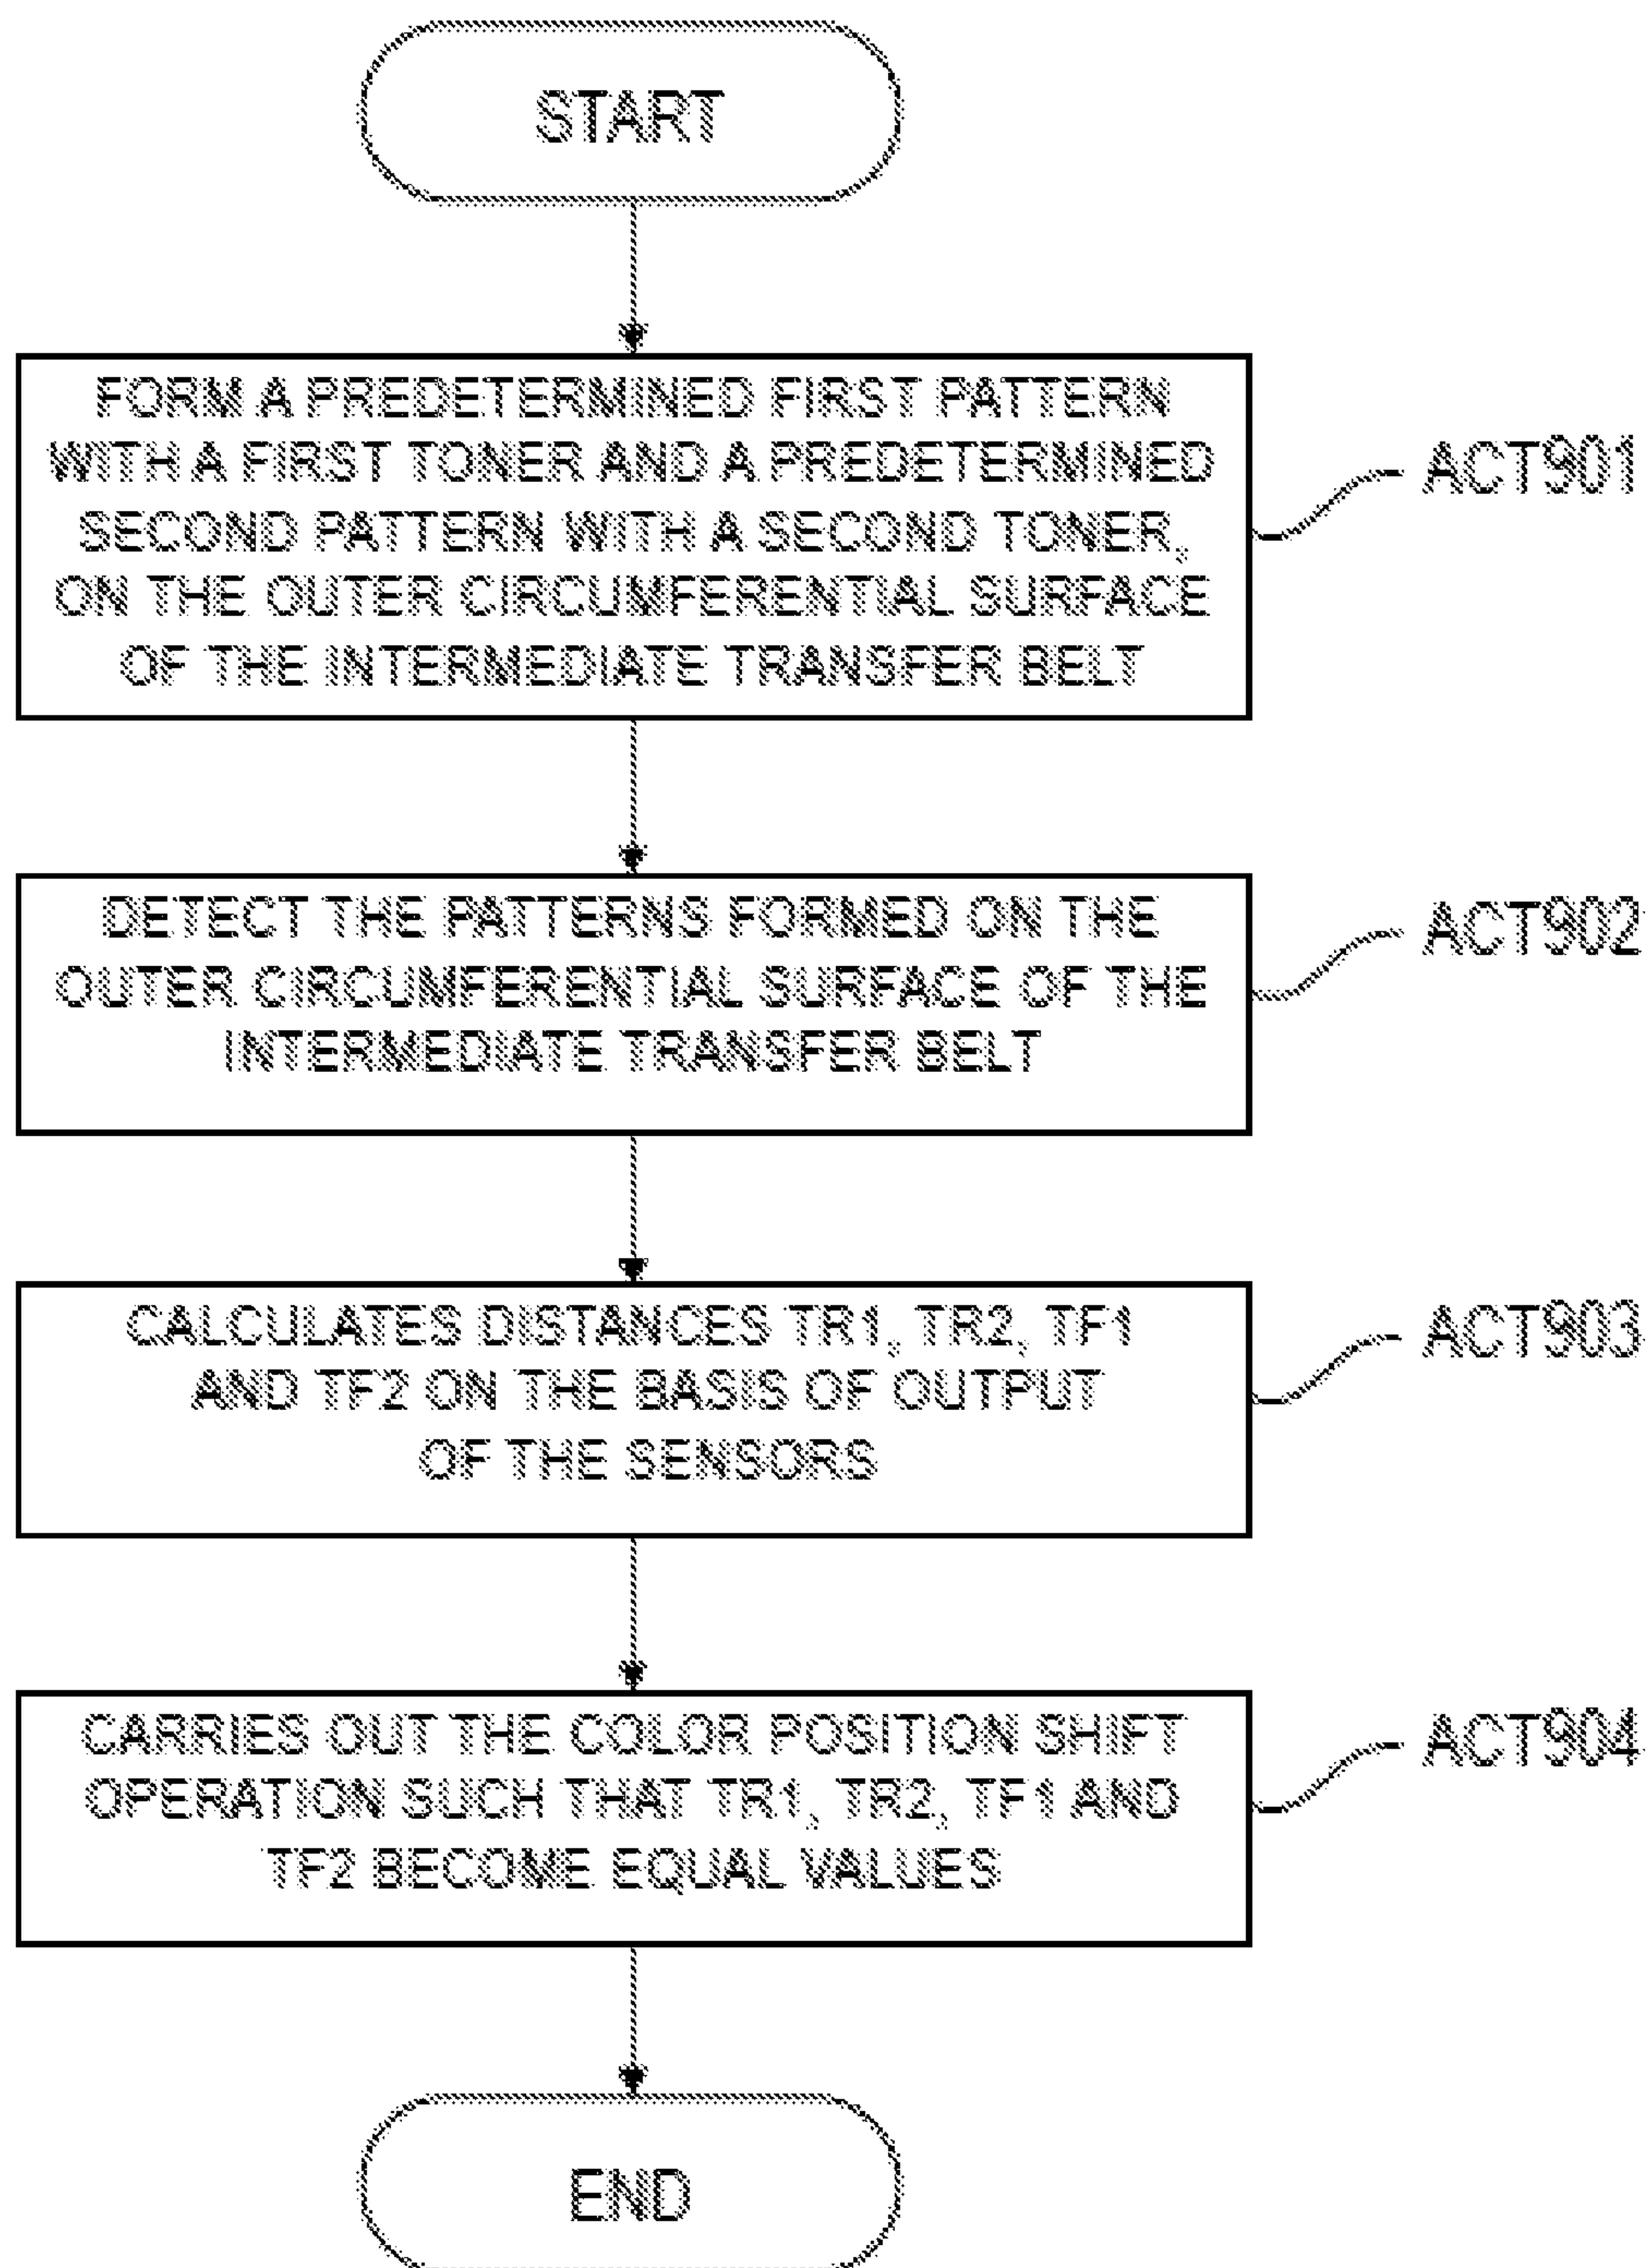 START
FORM A PREDETERMINED FIRST PATTERN
WITH A FIRST TONER AND A PREDETERMINED
SECOND PATTERN WITH A SECOND TONER,
ON THE OUTER CIRCUMFERENTIAL SURFACE
OF THE INTERMEDIATE TRANSFER BELT
ACT901
DETECT THE PATTERNS FORMED ON THE
OUTER CIRCUMFERENTIAL SURFACE OF THE
INTERMEDIATE TRANSFER BELT
ACT902
CALCULATES DISTANCES TR1, TR2, TF1
AND TF2 ON THE BASIS OF OUTPUT
OF THE SENSORS
ACT903
CARRIES OUT THE COLOR POSITION SHIFT
OPERATION SUCH THAT TR1, TR2, TF1 AND
TF2 BECOME EQUAL VALUES
ACT904
END